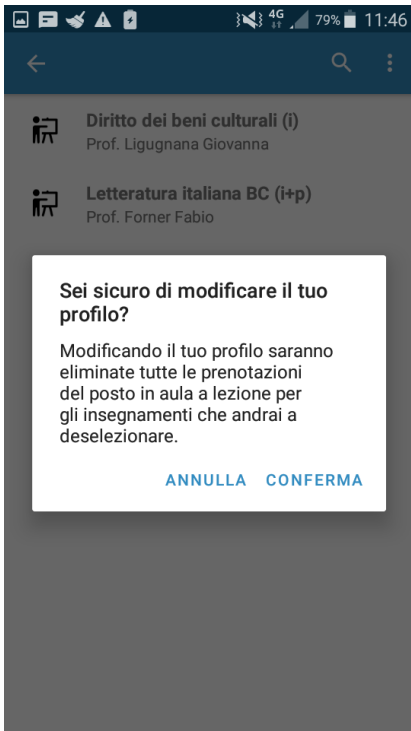 4G 79% 11:46
Diritto dei beni culturali (i)
Prof. Ligugnana Giovanna
Letteratura italiana BC (i+p)
Prof. Forner Fabio
Sei sicuro di modificare il tuo
profilo?
Modificando il tuo profilo saranno
eliminate tutte le prenotazioni
del posto in aula a lezione per
gli insegnamenti che andrai a
deselezionare.
ANNULLA CONFERMA